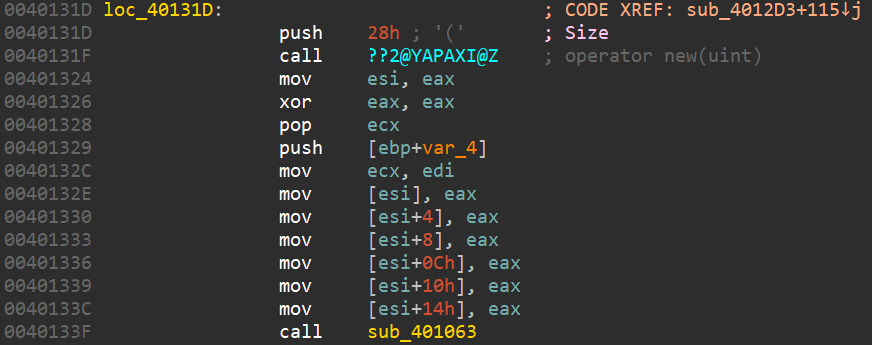 0040131D loc_40131D: ; CODE XREF: sub_4012D3+115↓j
0040131D push 28h ; '(' ; Size
0040131F call ??2@YAPAXI@Z ; operator new(uint)
00401324 mov esi, eax
00401326 xor eax, eax
00401328 pop ecx
00401329 push [ebp+var_4]
0040132C mov ecx, edi
0040132E mov [esi], eax
00401330 mov [esi+4], eax
00401333 mov [esi+8], eax
00401336 mov [esi+0Ch], eax
00401339 mov [esi+10h], eax
0040133C mov [esi+14h], eax
0040133F call sub_401063